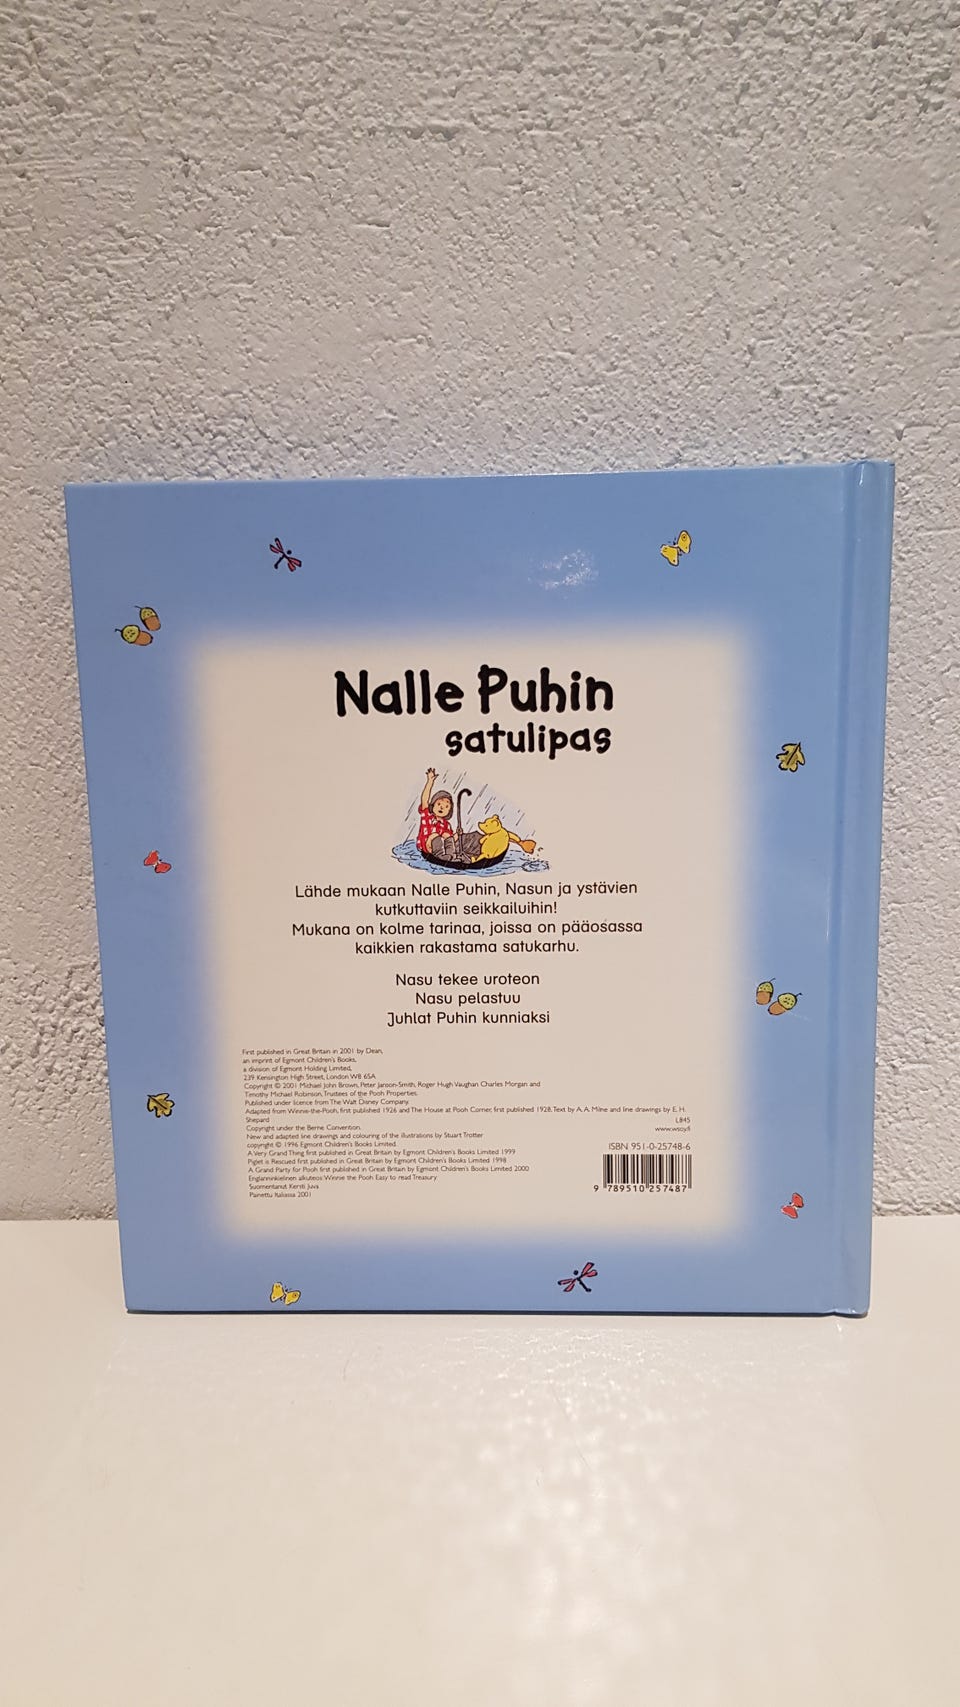 Nalle Puhin
satulipas
Lähde mukaan Nalle Puhin, Nasun ja ystävien
kutkuttaviin seikkailuihin!
Mukana on kolme tarinaa, joissa on pääosassa
kaikkien rakastama satukarhu.
Nasu tekee uroteon
Nasu pelastuu
Juhlat Puhin kunniaksi
First published in Great Britain in 2001 by Dean,
an imprint of Egmont Children's Books,
a division of Egmont Holding Limited,
239 Kensington High Street, London W8 6SA
Copyright © 2001 Michael John Brown, Peter Janson-Smith, Roger Hugh Vaughan Charles Morgan and
Timothy Michael Robinson, Trustees of the Pooh Properties.
Published under licence from The Walt Disney Company.
Adapted from Winnie-the-Pooh, first published 1926 and The House at Pooh Corner, first published 1928. Text by A.A. Milne and line drawings by E. H.
Shepard
L845
Copyright under the Berne Convention.
www.wsoy.fi
New and adapted line drawings and colouring of the illustrations by Stuart Trotter
copyright © 1996 Egmont Children's Books Limited
A Very Grand Thing first published in Great Britain by Egmont Children's Books Limited 1999
Piglet is Rescued first published in Great Britain by Egmont Children's Books Limited 1998
A Grand Party for Pooh first published in Great Britain by Egmont Children's Books Limited 2000
Englanninkielinen alkuteos: Winnie the Pooh Easy to read Treasury
Suomentanut Kersti Juva
Painettu Italiassa 2001
ISBN 951-0-25748-6
9 789510 257487